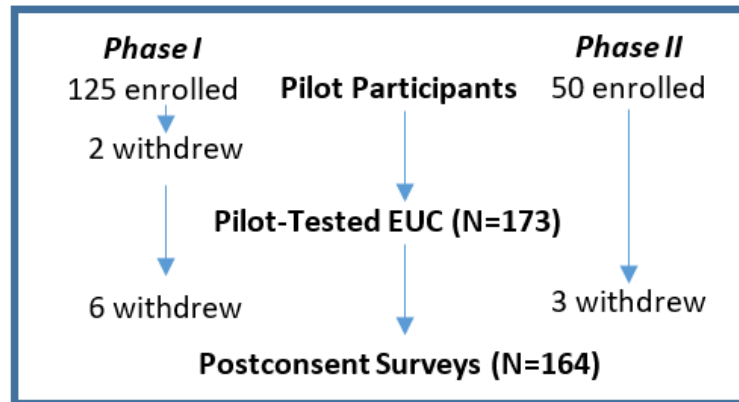 Phase I
Phase II
125 enrolled
Pilot Participants
50 enrolled
2 withdrew
Pilot-Tested EUC (N=173)
6 withdrew
3 withdrew
Postconsent Surveys (N=164)